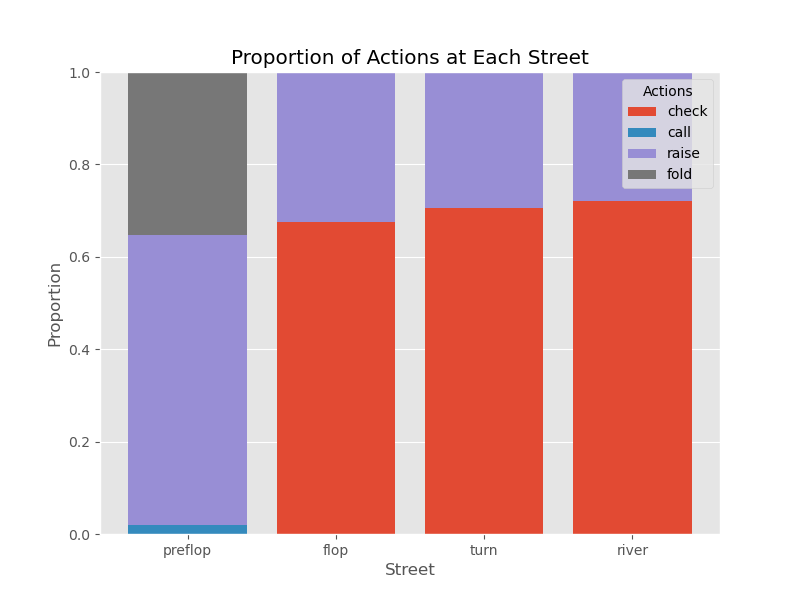 Proportion of Actions at Each Street
Actions
check
call
raise
fold
1.0
0.8
0.6
0.4
0.2
0.0
Proportion
preflop
flop
turn
river
Street